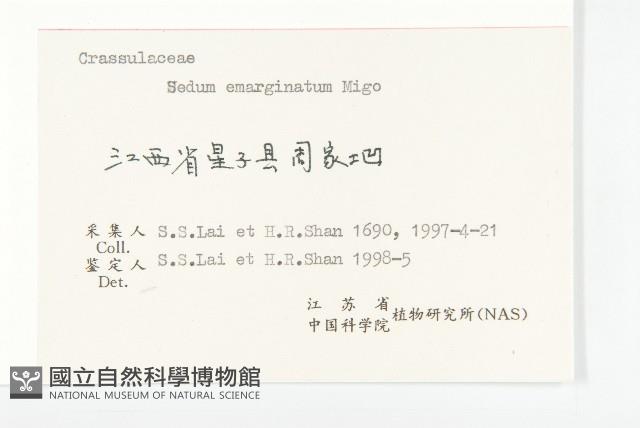 Crassulaceae
Sedum emarginatum Migo
江西省星子县周家凹
采集人 S.S.Lai et H.R.Shan 1690, 1997-4-21
Coll.
鉴定人 S.S.Lai et H.R.Shan 1998-5
Det.
江苏省
中国科学院 植物研究所(NAS)
國立自然科學博物館
NATIONAL MUSEUM OF NATURAL SCIENCE